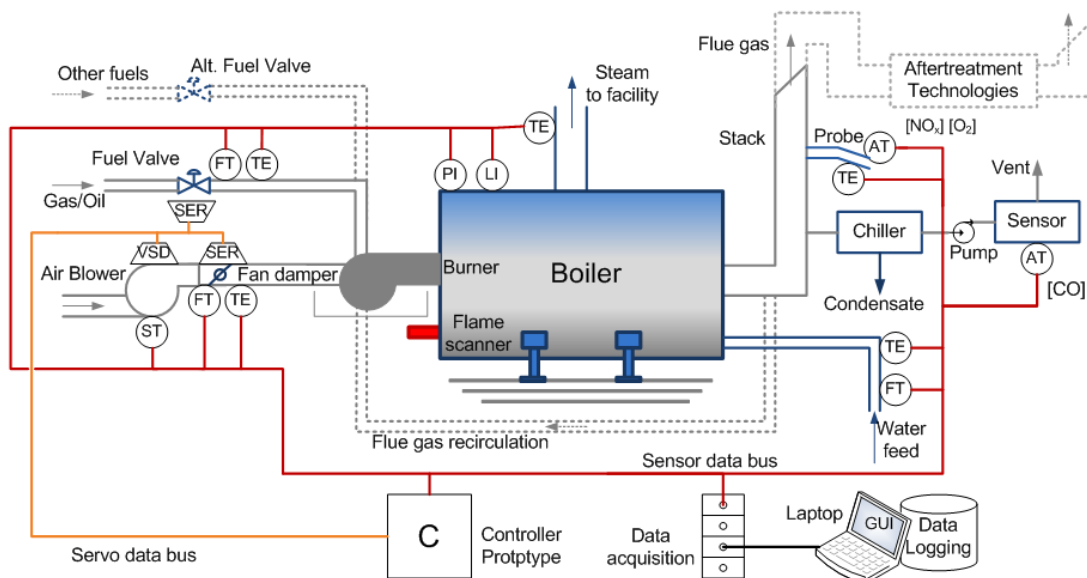 Other fuels
Alt. Fuel Valve
Steam
to facility
Flue gas
Aftertreatment
Technologies
[NOx] [O2]
TE
Stack
Probe
AT
Fuel Valve
FT
TE
PI
LI
TE
Vent
Gas/Oil
SER
Chiller
Sensor
VSD
SER
Pump
Air Blower
Fan damper
Burner
Boiler
AT
[CO]
Condensate
FT
TE
ST
Flame
scanner
TE
FT
Flue gas recirculation
Water
feed
Sensor data bus
C
Controller
Protptype
Data
acquisition
Laptop
GUI
Data
Logging
Servo data bus